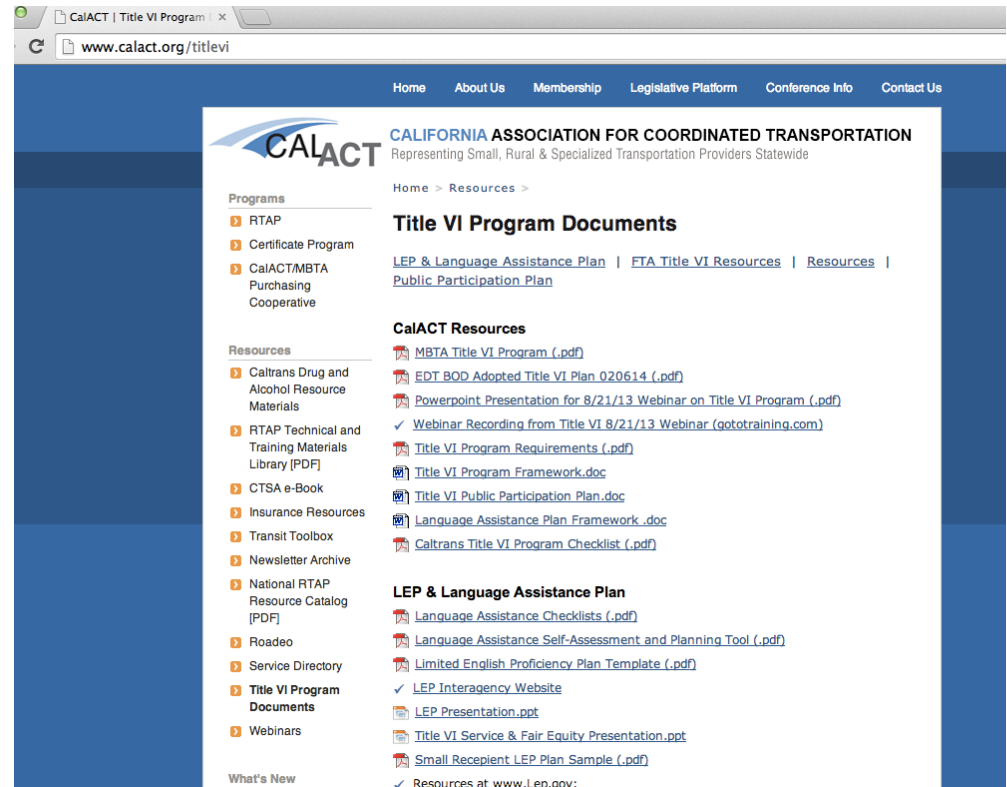 CalACT | Title VI Program
www.calact.org/titlevi
Home About Us Membership Legislative Platform Conference Info Contact Us
CALACT
CALIFORNIA ASSOCIATION FOR COORDINATED TRANSPORTATION
Representing Small, Rural & Specialized Transportation Providers Statewide
Programs
RTAP
Certificate Program
CalACT/MBTA
Purchasing
Cooperative
Resources
Caltrans Drug and
Alcohol Resource
Materials
RTAP Technical and
Training Materials
Library [PDF]
CTSA e-Book
Insurance Resources
Transit Toolbox
Newsletter Archive
National RTAP
Resource Catalog
[PDF]
Roadeo
Service Directory
Title VI Program
Documents
Webinars
What's New
Home > Resources >
Title VI Program Documents
LEP & Language Assistance Plan | FTA Title VI Resources | Resources |
Public Participation Plan
CalACT Resources
MBTA Title VI Program (.pdf)
EDT BOD Adopted Title VI Plan 020614 (.pdf)
Powerpoint Presentation for 8/21/13 Webinar on Title VI Program (.pdf)
Webinar Recording from Title VI 8/21/13 Webinar (gototraining.com)
Title VI Program Requirements (.pdf)
Title VI Program Framework.doc
Title VI Public Participation Plan.doc
Language Assistance Plan Framework .doc
Caltrans Title VI Program Checklist (.pdf)
LEP & Language Assistance Plan
Language Assistance Checklists (.pdf)
Language Assistance Self-Assessment and Planning Tool (.pdf)
Limited English Proficiency Plan Template (.pdf)
LEP Interagency Website
LEP Presentation.ppt
Title VI Service & Fair Equity Presentation.ppt
Small Recepient LEP Plan Sample (.pdf)
Resources at www.Lep.gov: